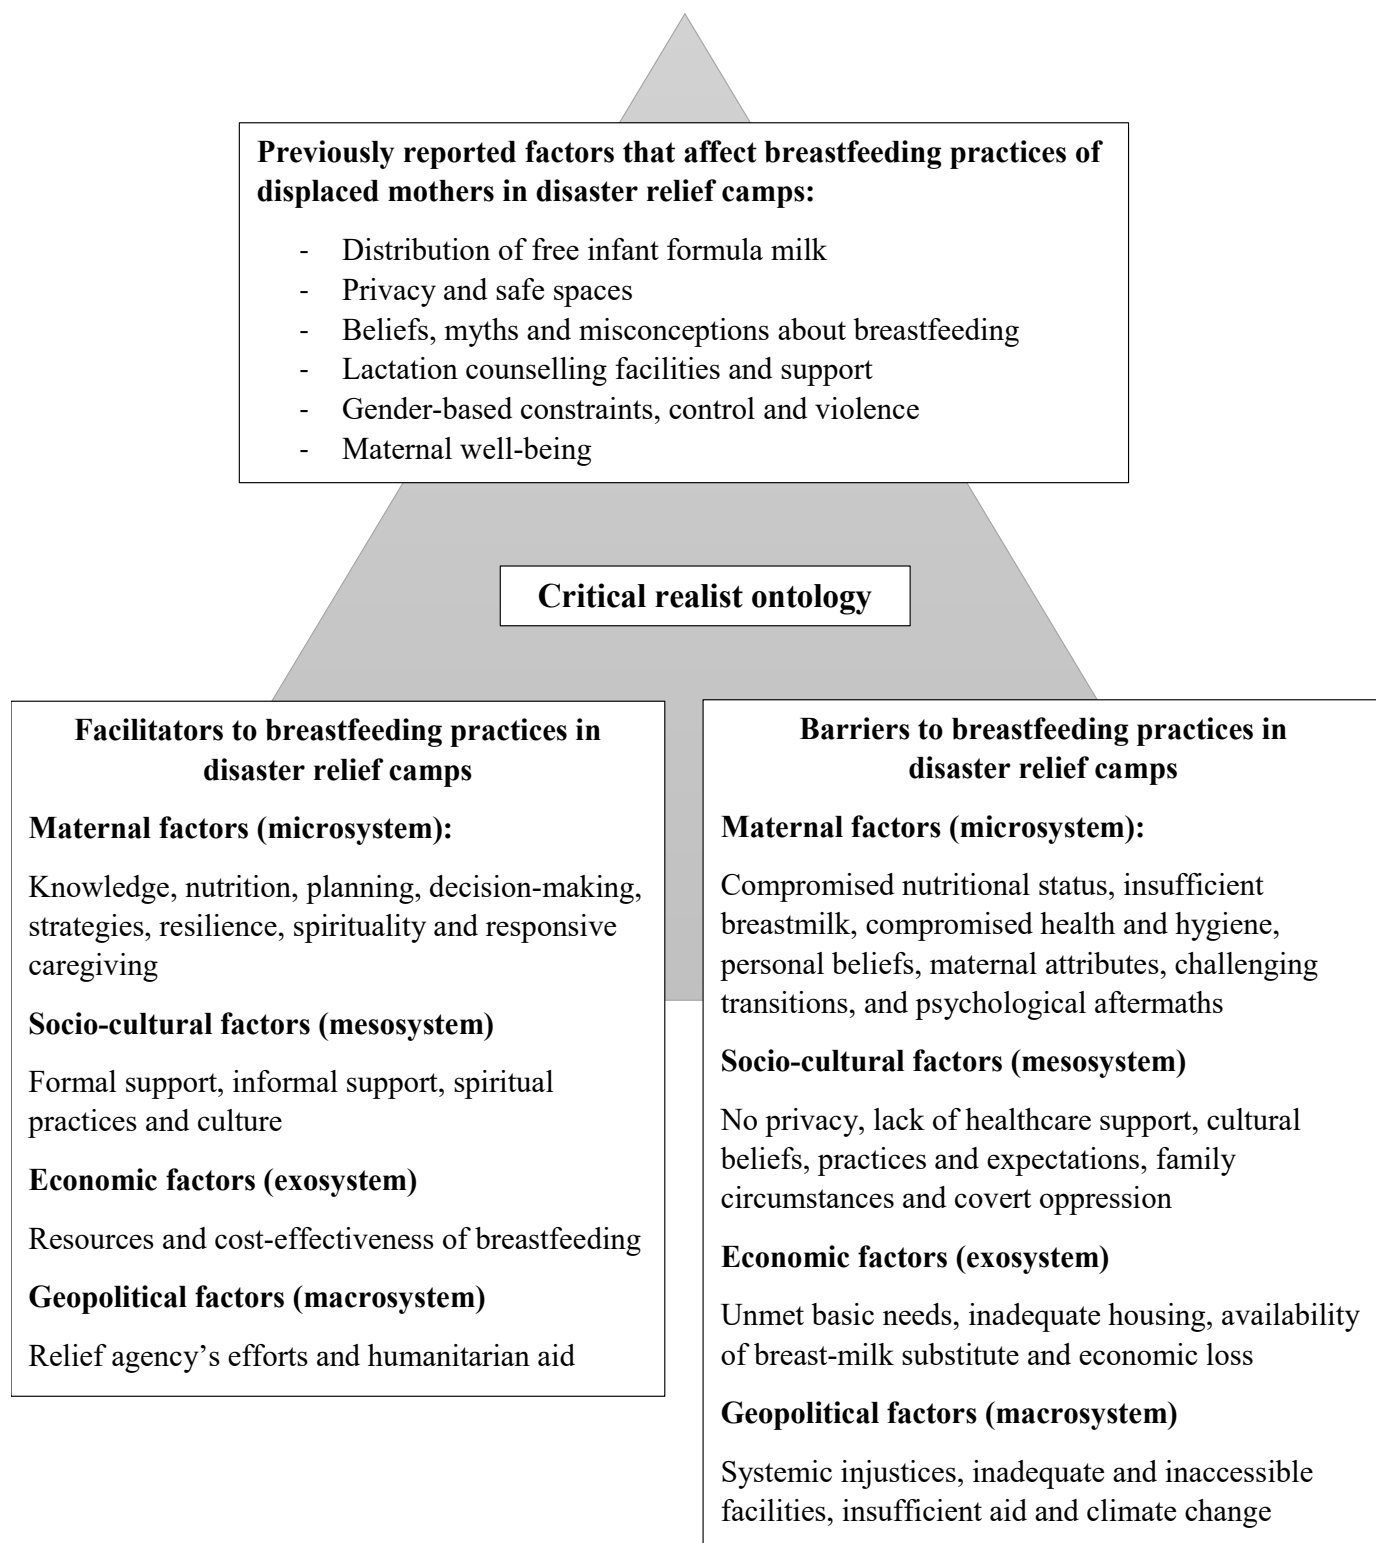 Previously reported factors that affect breastfeeding practices of
displaced mothers in disaster relief camps:
- Distribution of free infant formula milk
- Privacy and safe spaces
- Beliefs, myths and misconceptions about breastfeeding
- Lactation counselling facilities and support
- Gender-based constraints, control and violence
- Maternal well-being
Critical realist ontology
Facilitators to breastfeeding practices in
disaster relief camps
Maternal factors (microsystem):
Knowledge, nutrition, planning, decision-making,
strategies, resilience, spirituality and responsive
caregiving
Socio-cultural factors (mesosystem)
Formal support, informal support, spiritual
practices and culture
Economic factors (exosystem)
Resources and cost-effectiveness of breastfeeding
Geopolitical factors (macrosystem)
Relief agency’s efforts and humanitarian aid
Barriers to breastfeeding practices in
disaster relief camps
Maternal factors (microsystem):
Compromised nutritional status, insufficient
breastmilk, compromised health and hygiene,
personal beliefs, maternal attributes, challenging
transitions, and psychological aftermaths
Socio-cultural factors (mesosystem)
No privacy, lack of healthcare support, cultural
beliefs, practices and expectations, family
circumstances and covert oppression
Economic factors (exosystem)
Unmet basic needs, inadequate housing, availability
of breast-milk substitute and economic loss
Geopolitical factors (macrosystem)
Systemic injustices, inadequate and inaccessible
facilities, insufficient aid and climate change